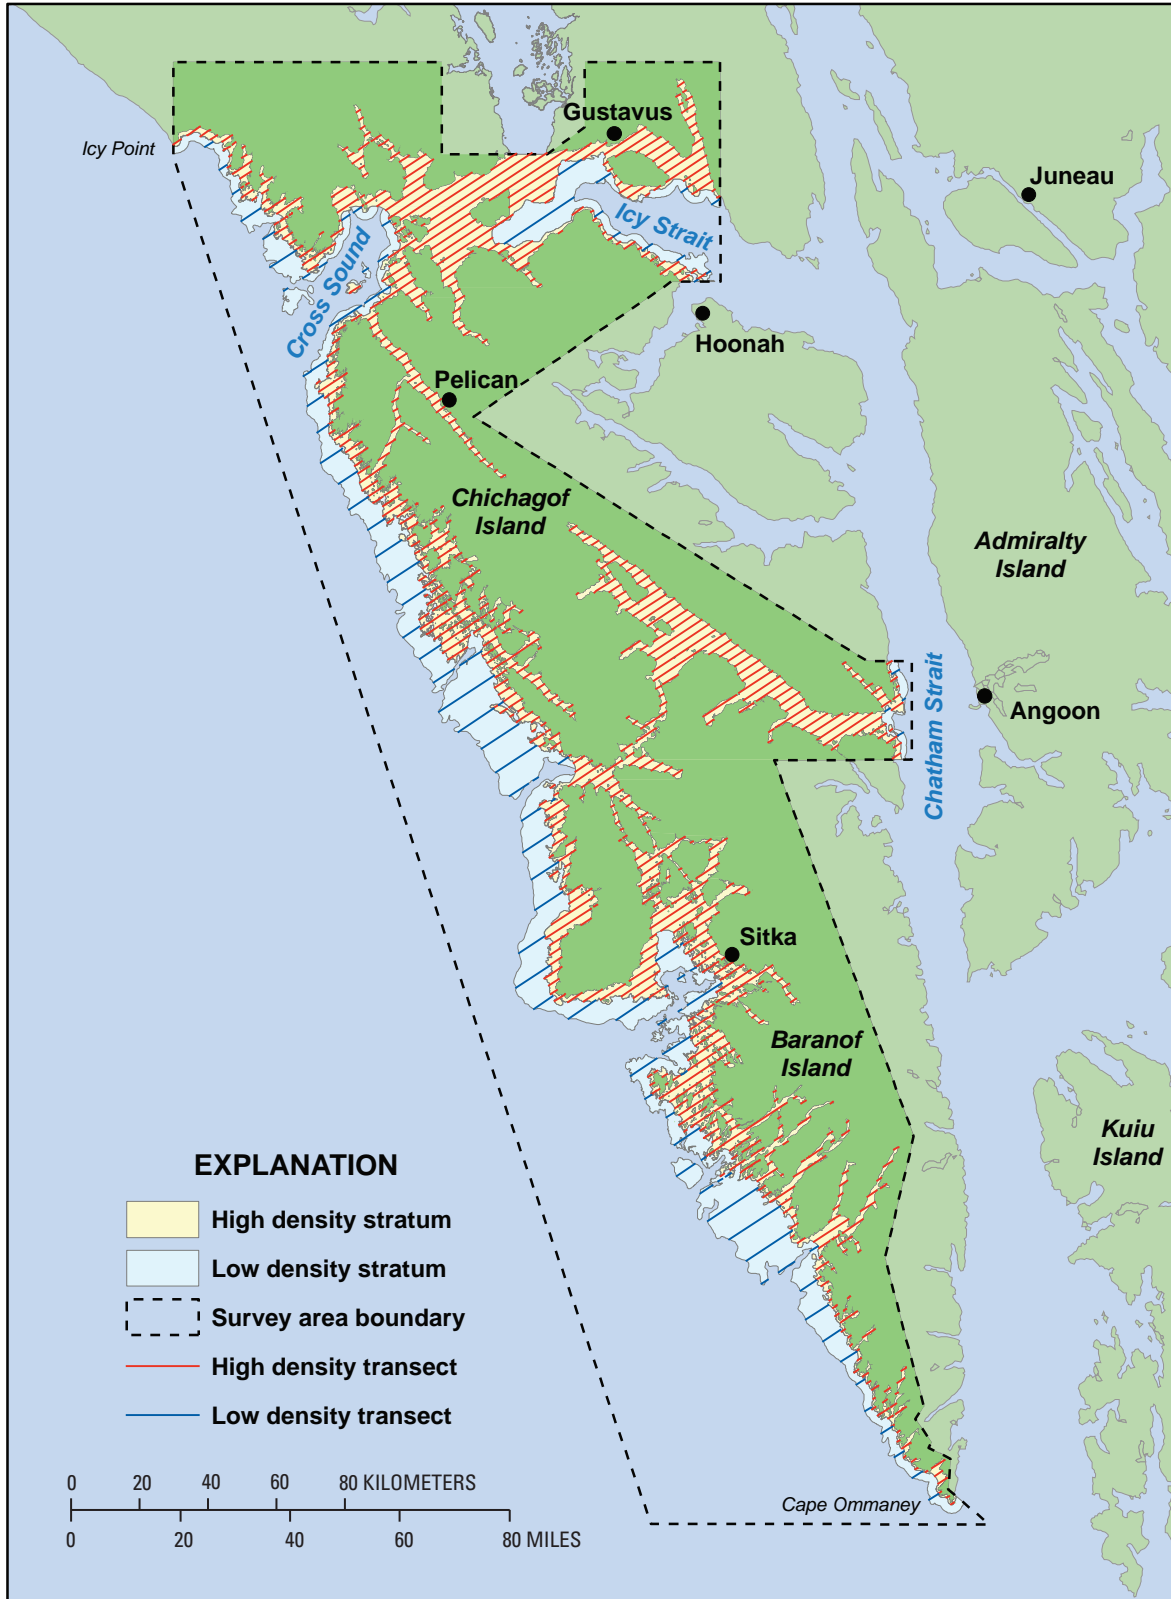 Gustavus
Icy Point
Juneau
Icy Strait
Cross Sound
Hoonah
Pelican
Chichagof
Island
Admiralty
Island
Angoon
Chatham Strait
Sitka
Baranof
Island
Kuiu
Island
EXPLANATION
High density stratum
Low density stratum
Survey area boundary
High density transect
Low density transect
0 20 40 60 80 KILOMETERS
0 20 40 60 80 MILES
Cape Ommaney